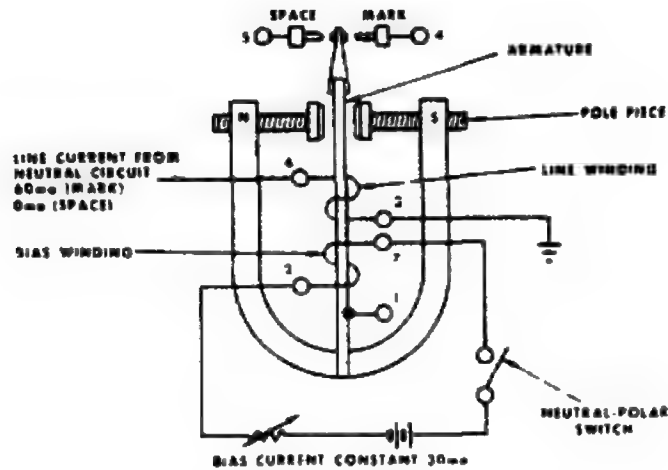 SPACE MARK
5 4
ARMATURE
N S
POLE PIECE
LINE CURRENT FROM
NEUTRAL CIRCUIT
60ma (MARK)
0ma (SPACE)
6
LINE WINDING
2
BIAS WINDING
7
2
1
NEUTRAL-POLAR
SWITCH
BIAS CURRENT CONSTANT 30ma